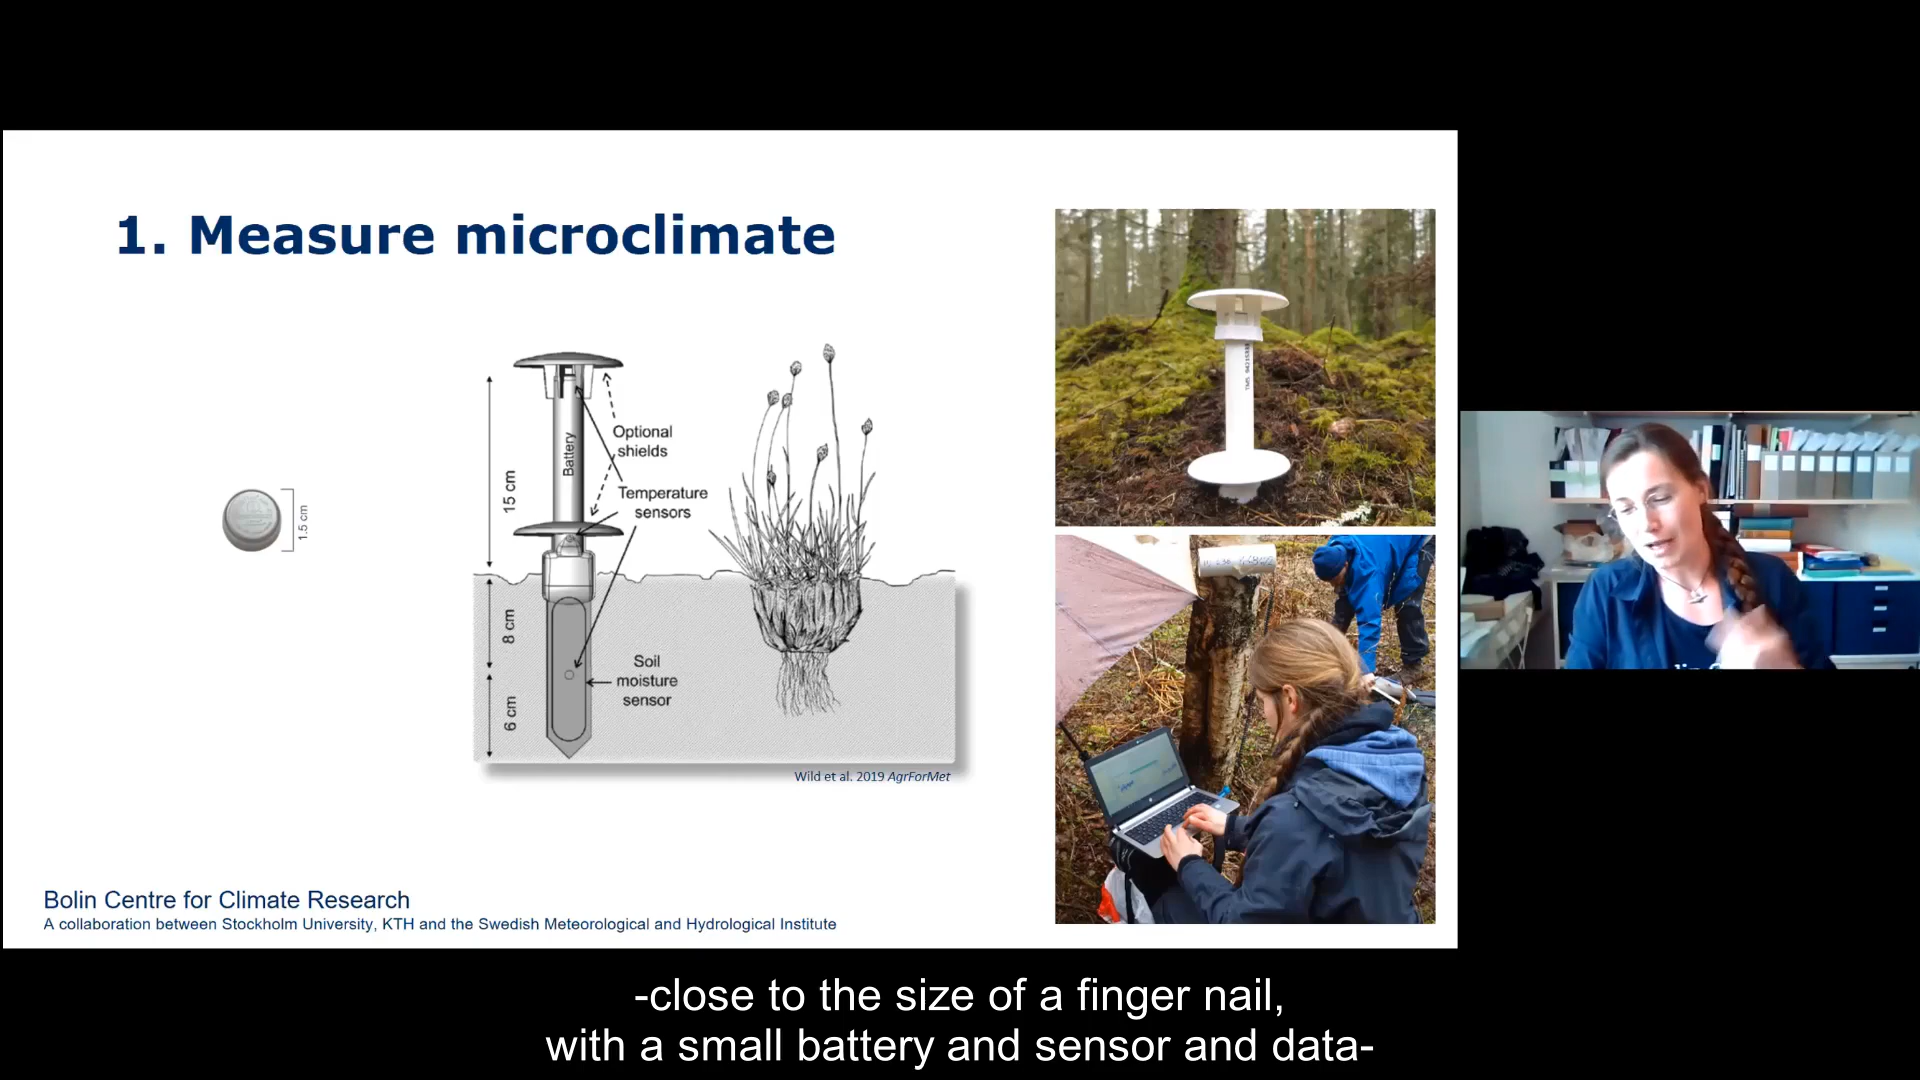 1. Measure microclimate
1.5 cm
15 cm
8 cm
6 cm
Battery
Optional
shields
Temperature
sensors
Soil
moisture
sensor
Wild et al. 2019 AgrForMet
Bolin Centre for Climate Research
A collaboration between Stockholm University, KTH and the Swedish Meteorological and Hydrological Institute
-close to the size of a finger nail,
with a small battery and sensor and data-